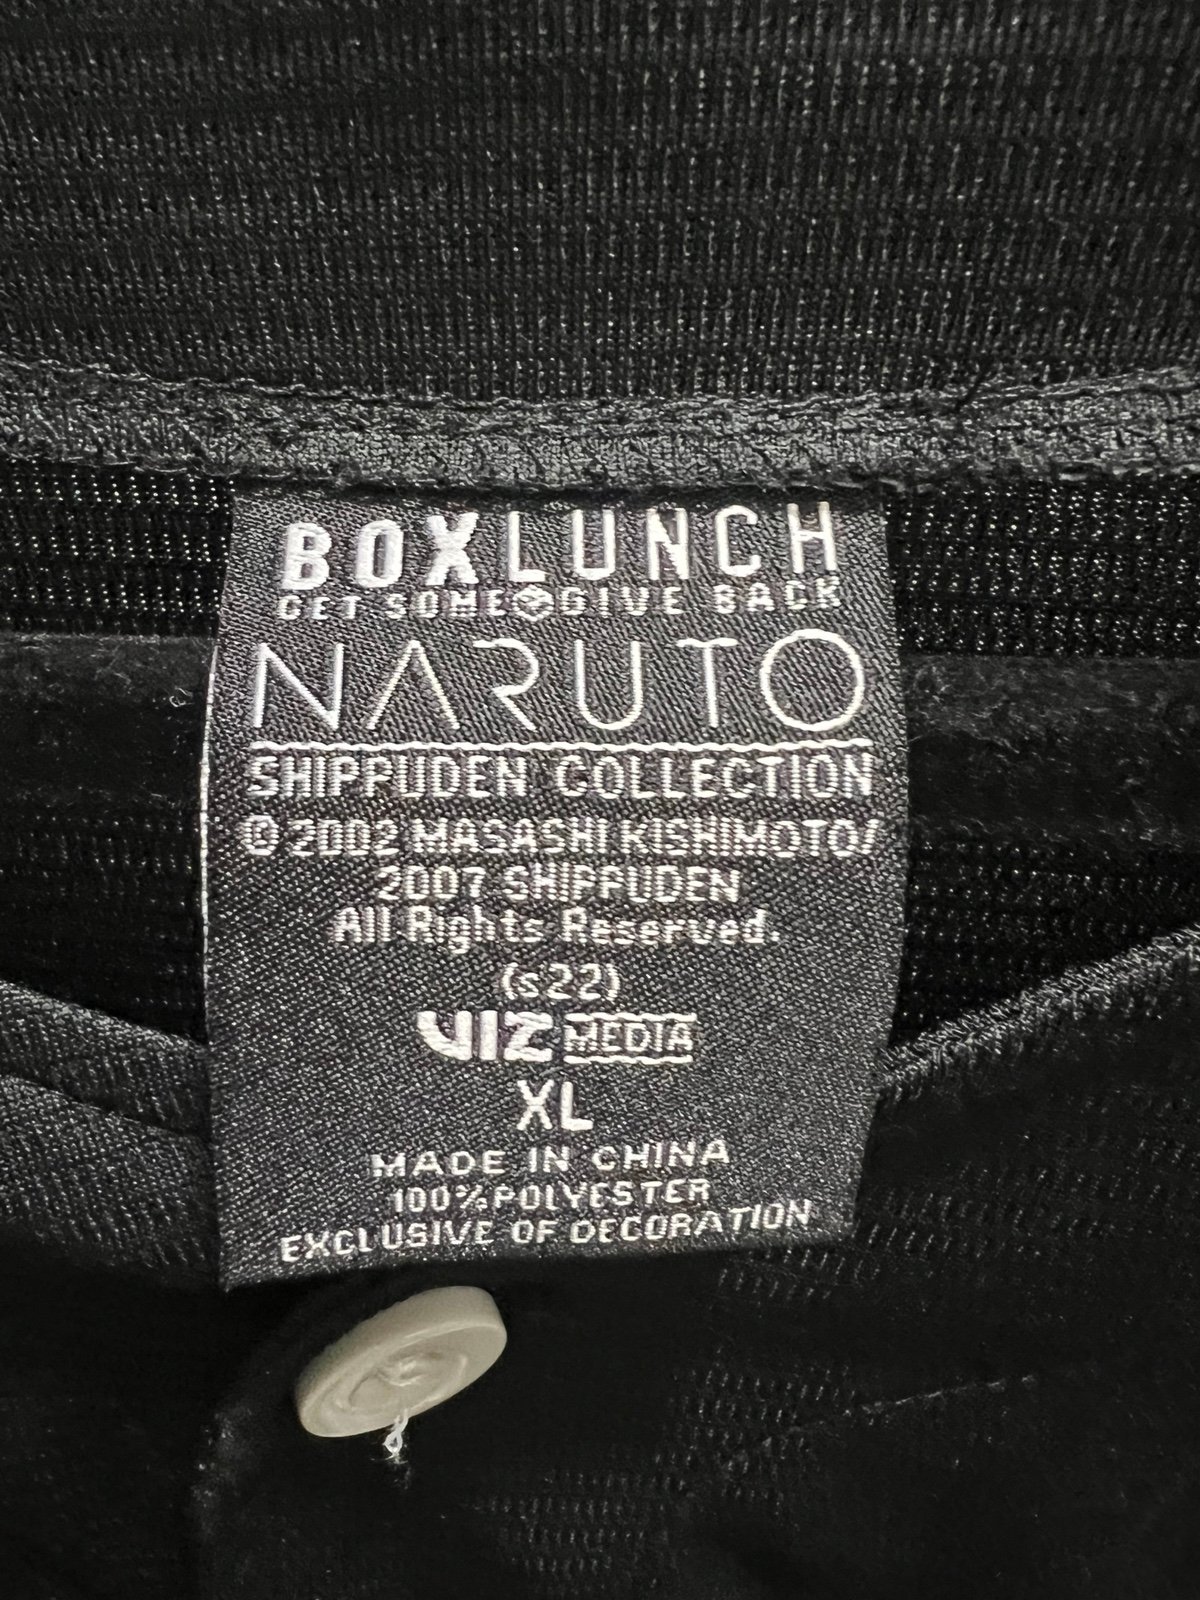 BOXLUNCH
GET SOME GIVE BACK
NARUTO
SHIPPUDEN COLLECTION
© 2002 MASASHI KISHIMOTO/
2007 SHIPPUDEN
All Rights Reserved.
(s22)
VIZ MEDIA
XL
MADE IN CHINA
100%POLYESTER
EXCLUSIVE OF DECORATION